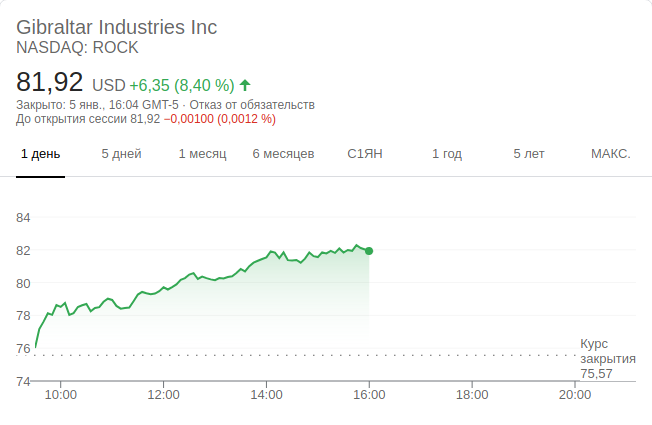 Gibraltar Industries Inc
NASDAQ: ROCK
81,92 USD +6,35 (8,40 %)
Закрыто: 5 янв., 16:04 GMT-5 · Отказ от обязательств
До открытия сессии 81,92 −0,00100 (0,0012 %)
1 день 5 дней 1 месяц 6 месяцев С1ЯН 1 год 5 лет МАКС.
84
82
80
78
76
74
Курс
закрытия
75,57
10:00 12:00 14:00 16:00 18:00 20:00